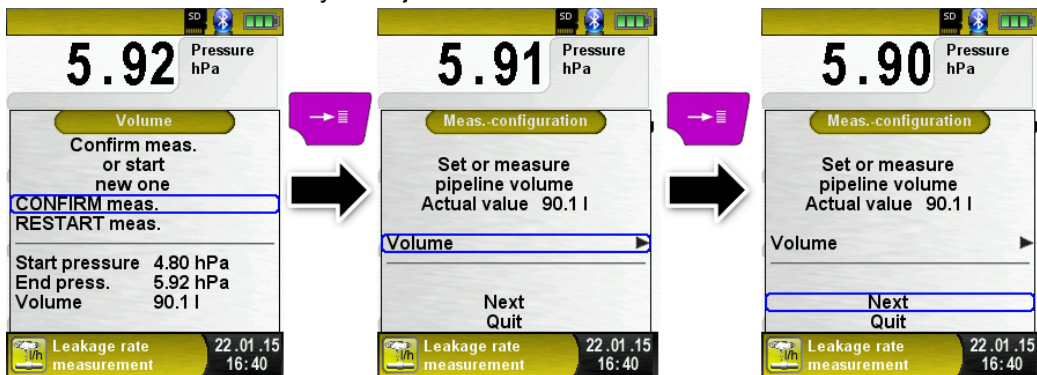 SD
5.92 Pressure
hPa
Volume
Confirm meas.
or start
new one
CONFIRM meas.
RESTART meas.
Start pressure 4.80 hPa
End press. 5.92 hPa
Volume 90.1 l
l/h Leakage rate 22.01.15
measurement 16:40
SD
5.91 Pressure
hPa
Meas.-configuration
Set or measure
pipeline volume
Actual value 90.1 l
Volume
Next
Quit
l/h Leakage rate 22.01.15
measurement 16:40
SD
5.90 Pressure
hPa
Meas.-configuration
Set or measure
pipeline volume
Actual value 90.1 l
Volume
Next
Quit
l/h Leakage rate 22.01.15
measurement 16:40